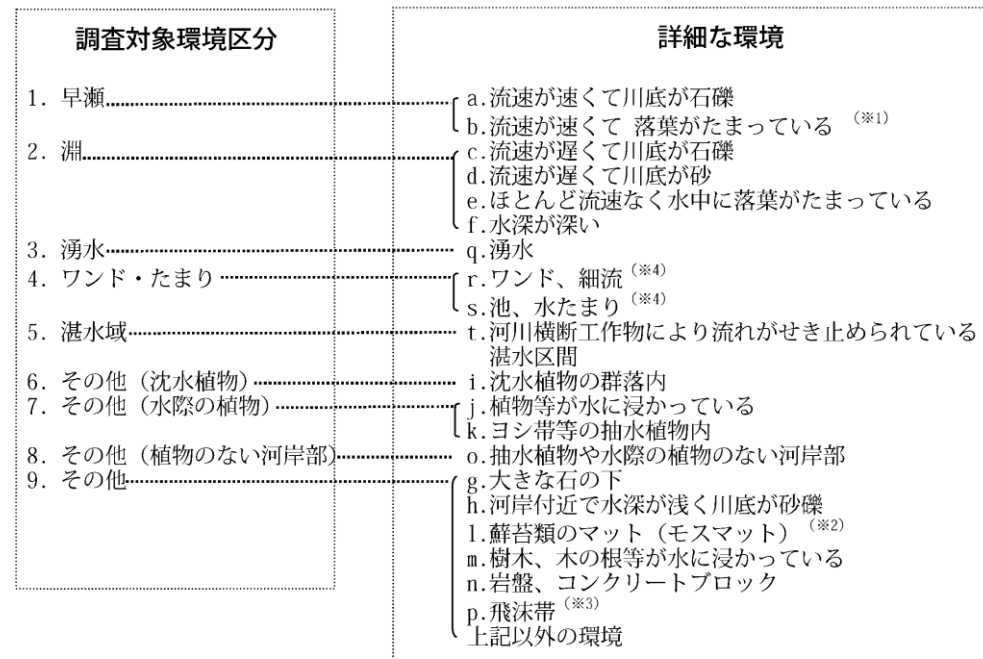 調査対象環境区分
詳細な環境
1. 早瀬
a.流速が速くて川底が石礫
b.流速が速くて 落葉がたまっている (※1)
2. 淵
c.流速が遅くて川底が石礫
d.流速が遅くて川底が砂
e.ほとんど流速なく水中に落葉がたまっている
f.水深が深い
3. 湧水
q.湧水
4. ワンド・たまり
r.ワンド、細流 (※4)
s.池、水たまり (※4)
5. 湛水域
t.河川横断工作物により流れがせき止められている
湛水区間
6. その他（沈水植物）
i.沈水植物の群落内
7. その他（水際の植物）
j.植物等が水に浸かっている
k.ヨシ帯等の抽水植物内
8. その他（植物のない河岸部）
o.抽水植物や水際の植物のない河岸部
9. その他
g.大きな石の下
h.河岸付近で水深が浅く川底が砂礫
l.蘚苔類のマット（モスマット） (※2)
m.樹木、木の根等が水に浸かっている
n.岩盤、コンクリートブロック
p.飛沫帯 (※3)
上記以外の環境